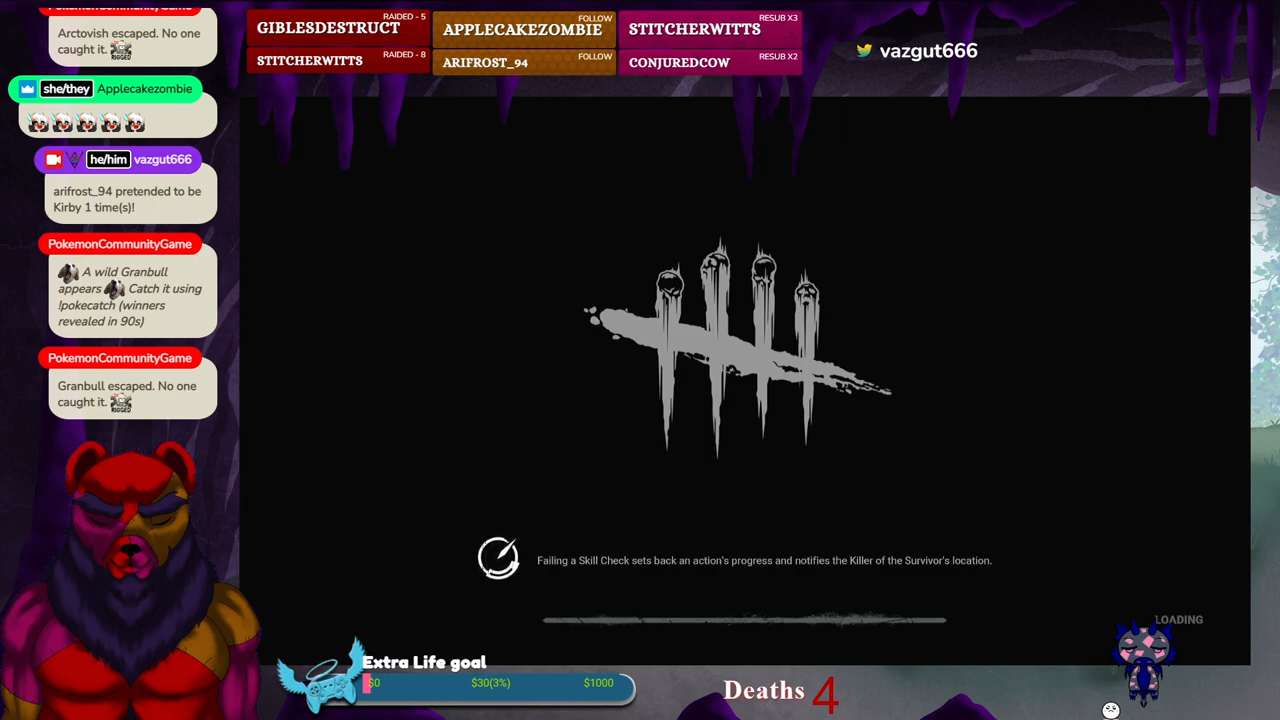 PokemonCommunityGame
Arctovish escaped. No one
caught it.
RIGGED
she/they Applecakezombie
he/him vazgut666
arifrost_94 pretended to be
Kirby 1 time(s)!
PokemonCommunityGame
A wild Granbull
appears Catch it using
!pokecatch (winners
revealed in 90s)
PokemonCommunityGame
Granbull escaped. No one
caught it.
RIGGED
RAIDED - 5
GIBLESDESTRUCT
FOLLOW
APPLECAKEZOMBIE
RESUB X3
STITCHERWITTS
RAIDED - 8
STITCHERWITTS
FOLLOW
ARIFROST_94
RESUB X2
CONJUREDCOW
vazgut666
Failing a Skill Check sets back an action's progress and notifies the Killer of the Survivor's location.
LOADING
Extra Life goal
$0 $30(3%) $1000
Deaths 4